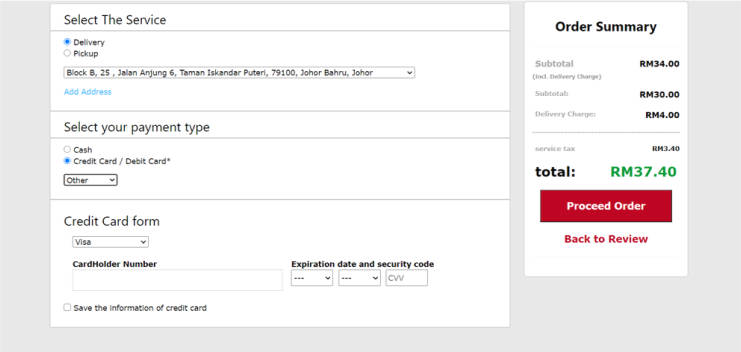 Select The Service
Delivery
Pickup
Block B, 25 , Jalan Anjung 6, Taman Iskandar Puteri, 79100, Johor Bahru, Johor
Add Address
Select your payment type
Cash
Credit Card / Debit Card*
Other
Credit Card form
Visa
CardHolder Number
Expiration date and security code
--- --- CVV
Save the information of credit card
Order Summary
Subtotal RM34.00
(incl. Delivery Charge)
Subtotal: RM30.00
Delivery Charge: RM4.00
service tax RM3.40
total: RM37.40
Proceed Order
Back to Review